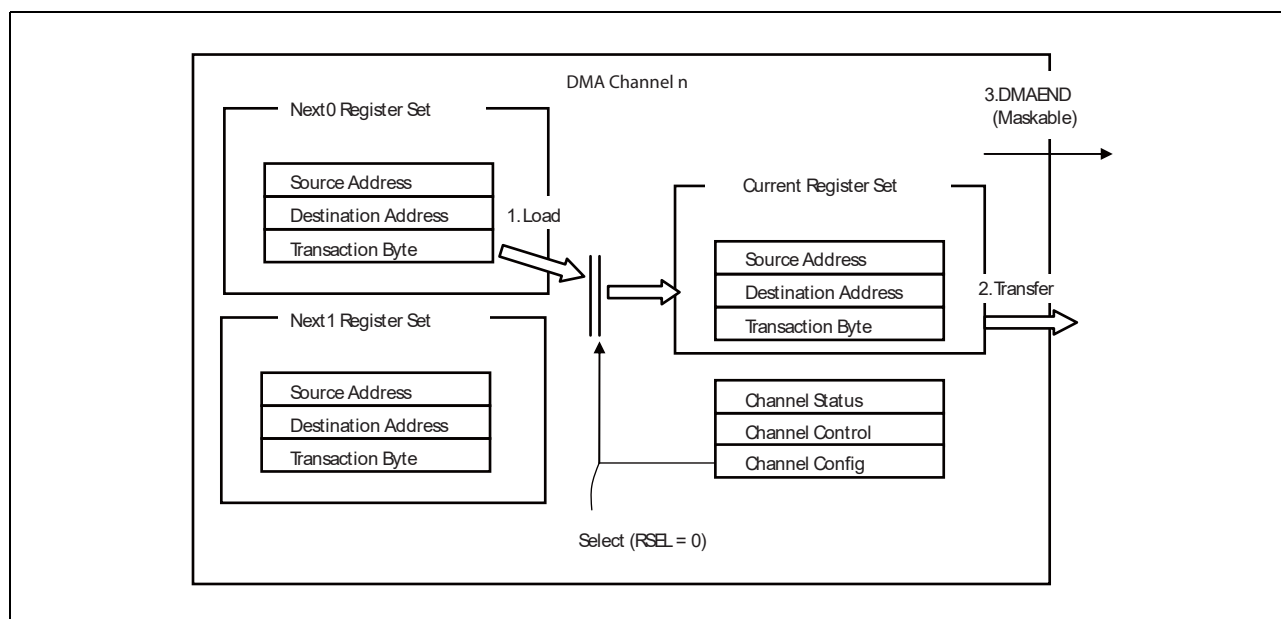 DMA Channel n
Next0 Register Set
Source Address
Destination Address
Transaction Byte
1.Load
Next1 Register Set
Source Address
Destination Address
Transaction Byte
Current Register Set
Source Address
Destination Address
Transaction Byte
2.Transfer
3.DMAEND
(Maskable)
Channel Status
Channel Control
Channel Config
Select (RSEL = 0)